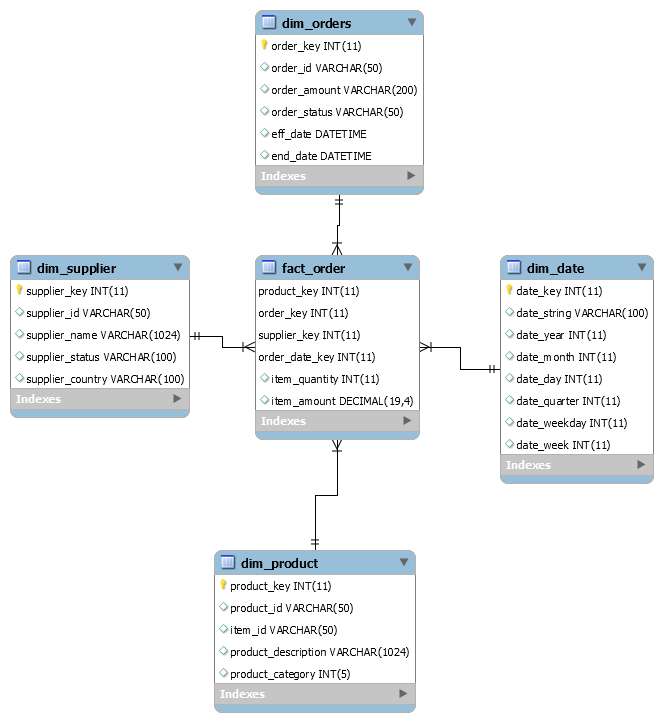 dim_orders
order_key INT(11)
order_id VARCHAR(50)
order_amount VARCHAR(200)
order_status VARCHAR(50)
eff_date DATETIME
end_date DATETIME
Indexes
dim_supplier
supplier_key INT(11)
supplier_id VARCHAR(50)
supplier_name VARCHAR(1024)
supplier_status VARCHAR(100)
supplier_country VARCHAR(100)
Indexes
fact_order
product_key INT(11)
order_key INT(11)
supplier_key INT(11)
order_date_key INT(11)
item_quantity INT(11)
item_amount DECIMAL(19,4)
Indexes
dim_date
date_key INT(11)
date_string VARCHAR(100)
date_year INT(11)
date_month INT(11)
date_day INT(11)
date_quarter INT(11)
date_weekday INT(11)
date_week INT(11)
Indexes
dim_product
product_key INT(11)
product_id VARCHAR(50)
item_id VARCHAR(50)
product_description VARCHAR(1024)
product_category INT(5)
Indexes